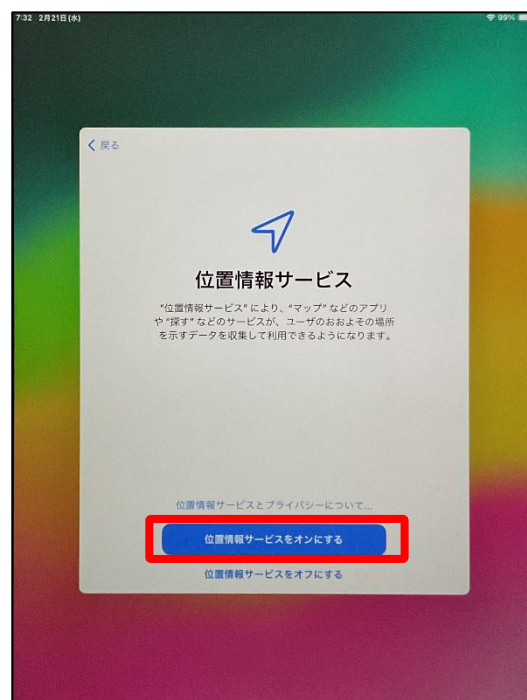 7:32 2月21日(水)
99%
戻る
位置情報サービス
"位置情報サービス" により、"マップ" などのアプリ
や "探す" などのサービスが、ユーザのおおよその場所
を示すデータを収集して利用できるようになります。
位置情報サービスとプライバシーについて...
位置情報サービスをオンにする
位置情報サービスをオフにする